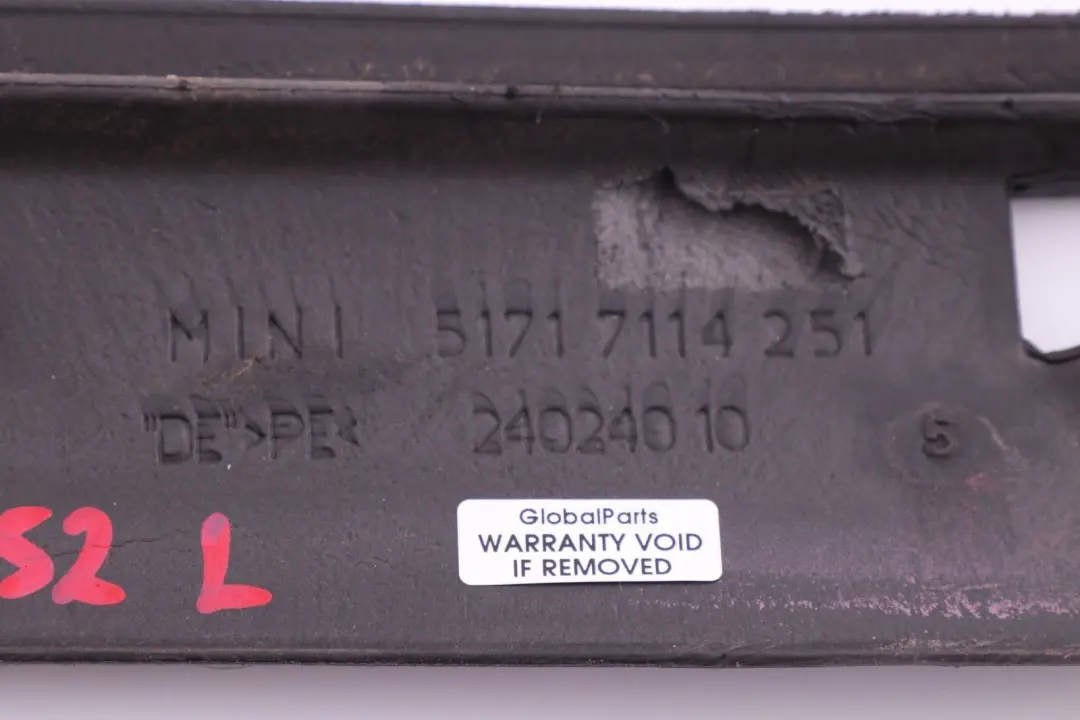 MINI 5171 7114 251
"DE">PE< 240240 10 5
52 L
GlobalParts
WARRANTY VOID
IF REMOVED